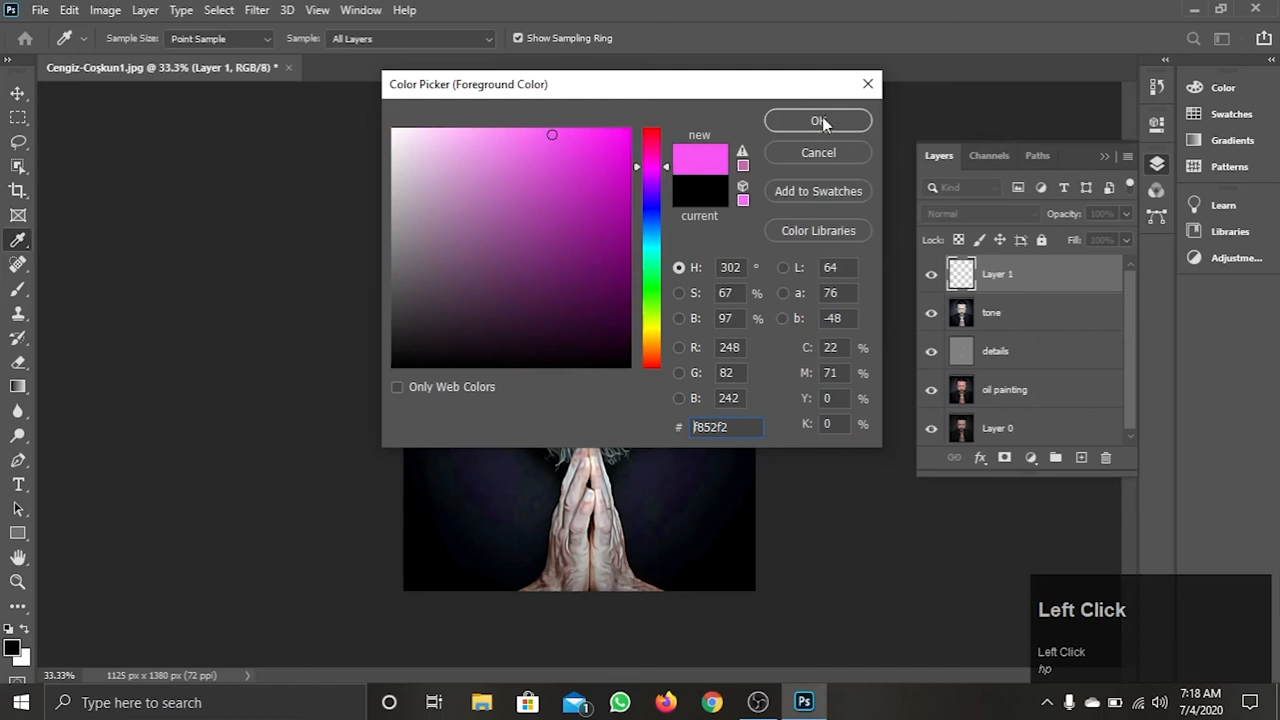 Ps File Edit Image Layer Type Select Filter 3D View Window Help
Sample Size: Point Sample Sample: All Layers Show Sampling Ring
Cengiz-Coşkun1.jpg @ 33.3% (Layer 1, RGB/8) *
Color Picker (Foreground Color)
new
current
OK
Cancel
Add to Swatches
Color Libraries
H: 302 ° L: 64
S: 67 % a: 76
B: 97 % b: -48
R: 248 C: 22 %
G: 82 M: 71 %
B: 242 Y: 0 %
# f852f2 K: 0 %
Only Web Colors
Layers Channels Paths
Kind
Normal Opacity: 100%
Lock: Fill: 100%
Layer 1
tone
details
oil painting
Layer 0
fx
Color
Swatches
Gradients
Patterns
Learn
Libraries
Adjustme...
Left Click
Left Click
hp
33.33% 1125 px x 1380 px (72 ppi)
Type here to search
1
Ps
7:18 AM
7/4/2020